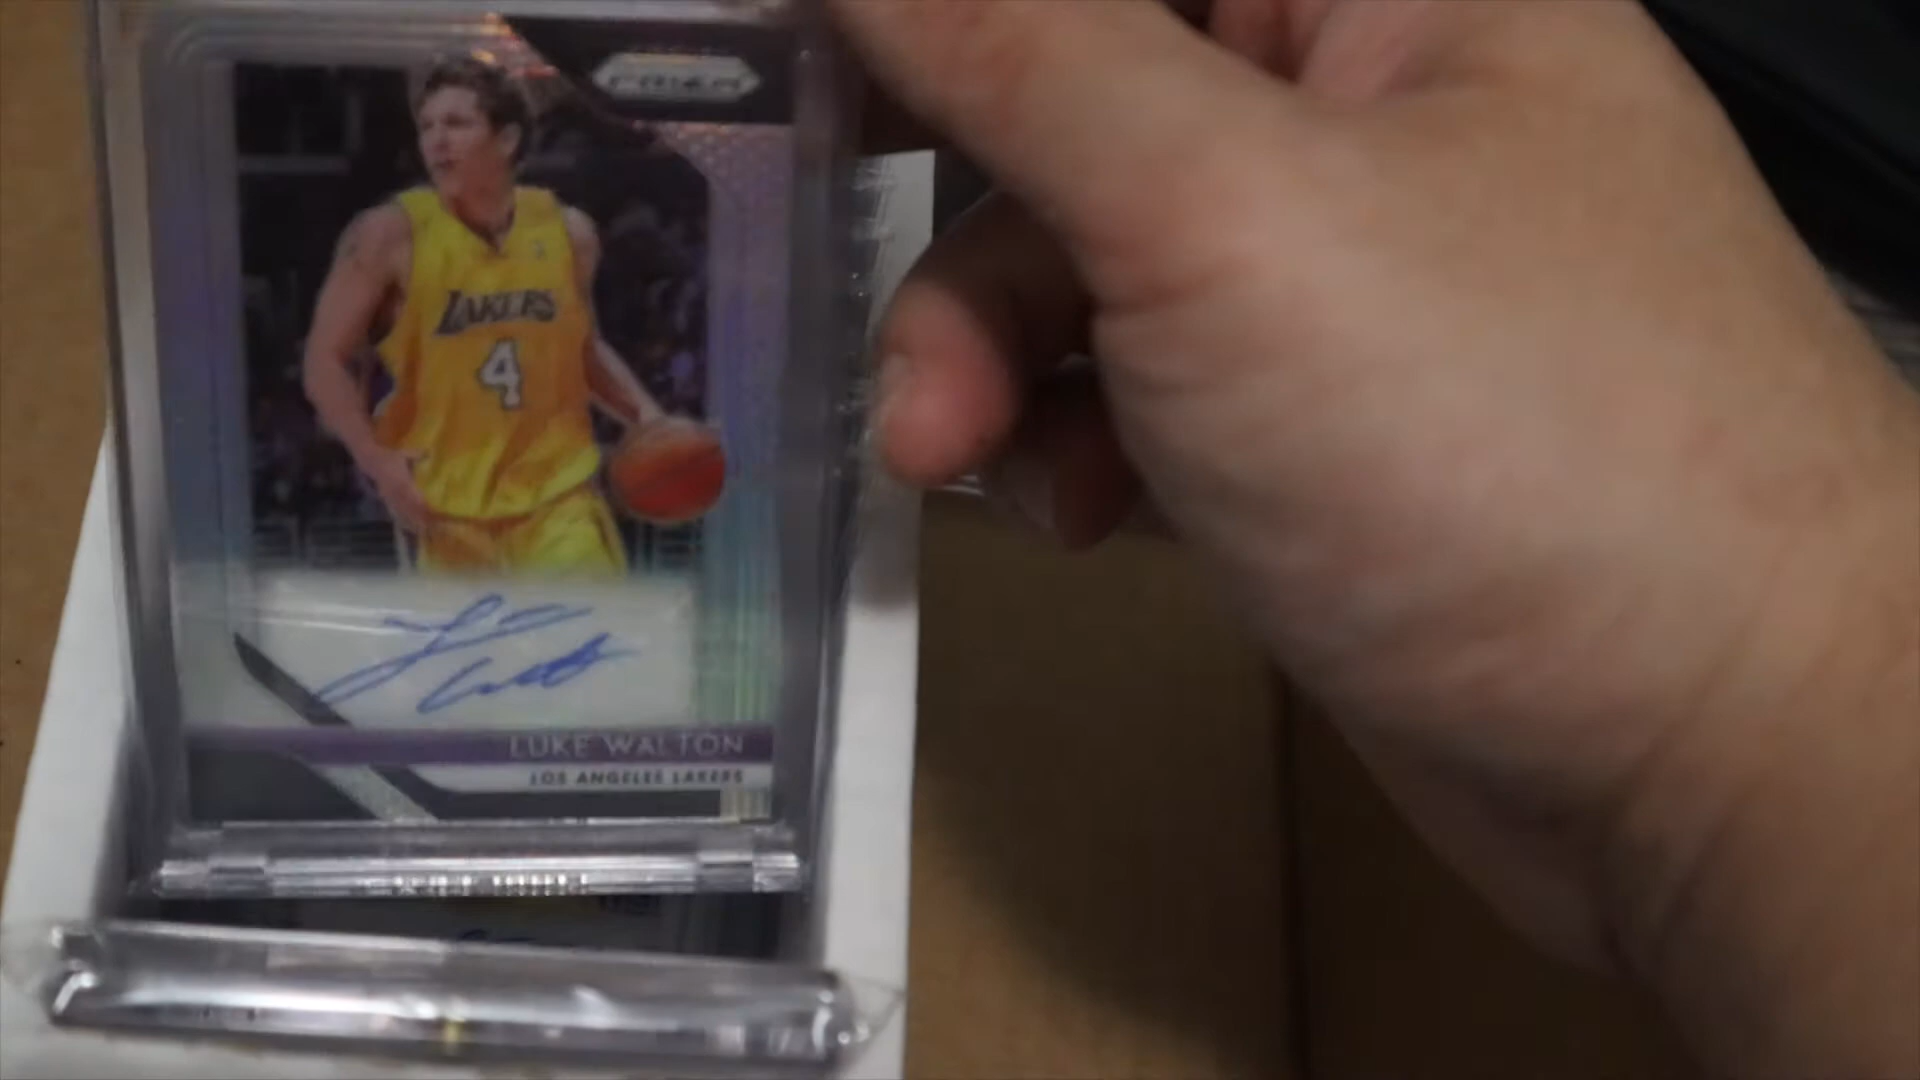 PRIZM
LAKERS
4
LUKE WALTON
LOS ANGELES LAKERS